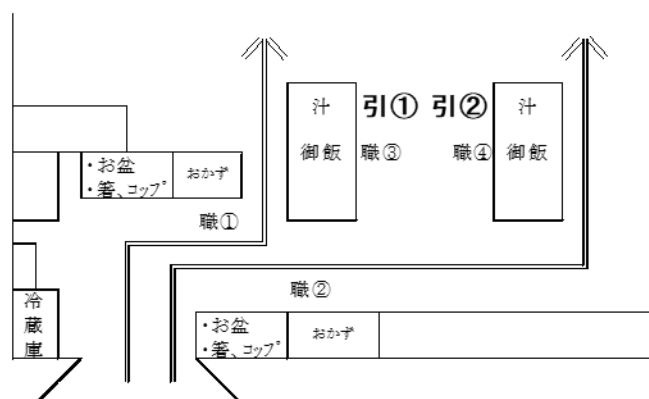 汁
御飯
引① 引②
職③
職④
汁
御飯
・お盆
・箸、コップ
おかず
職①
職②
冷蔵庫
・お盆
・箸、コップ
おかず